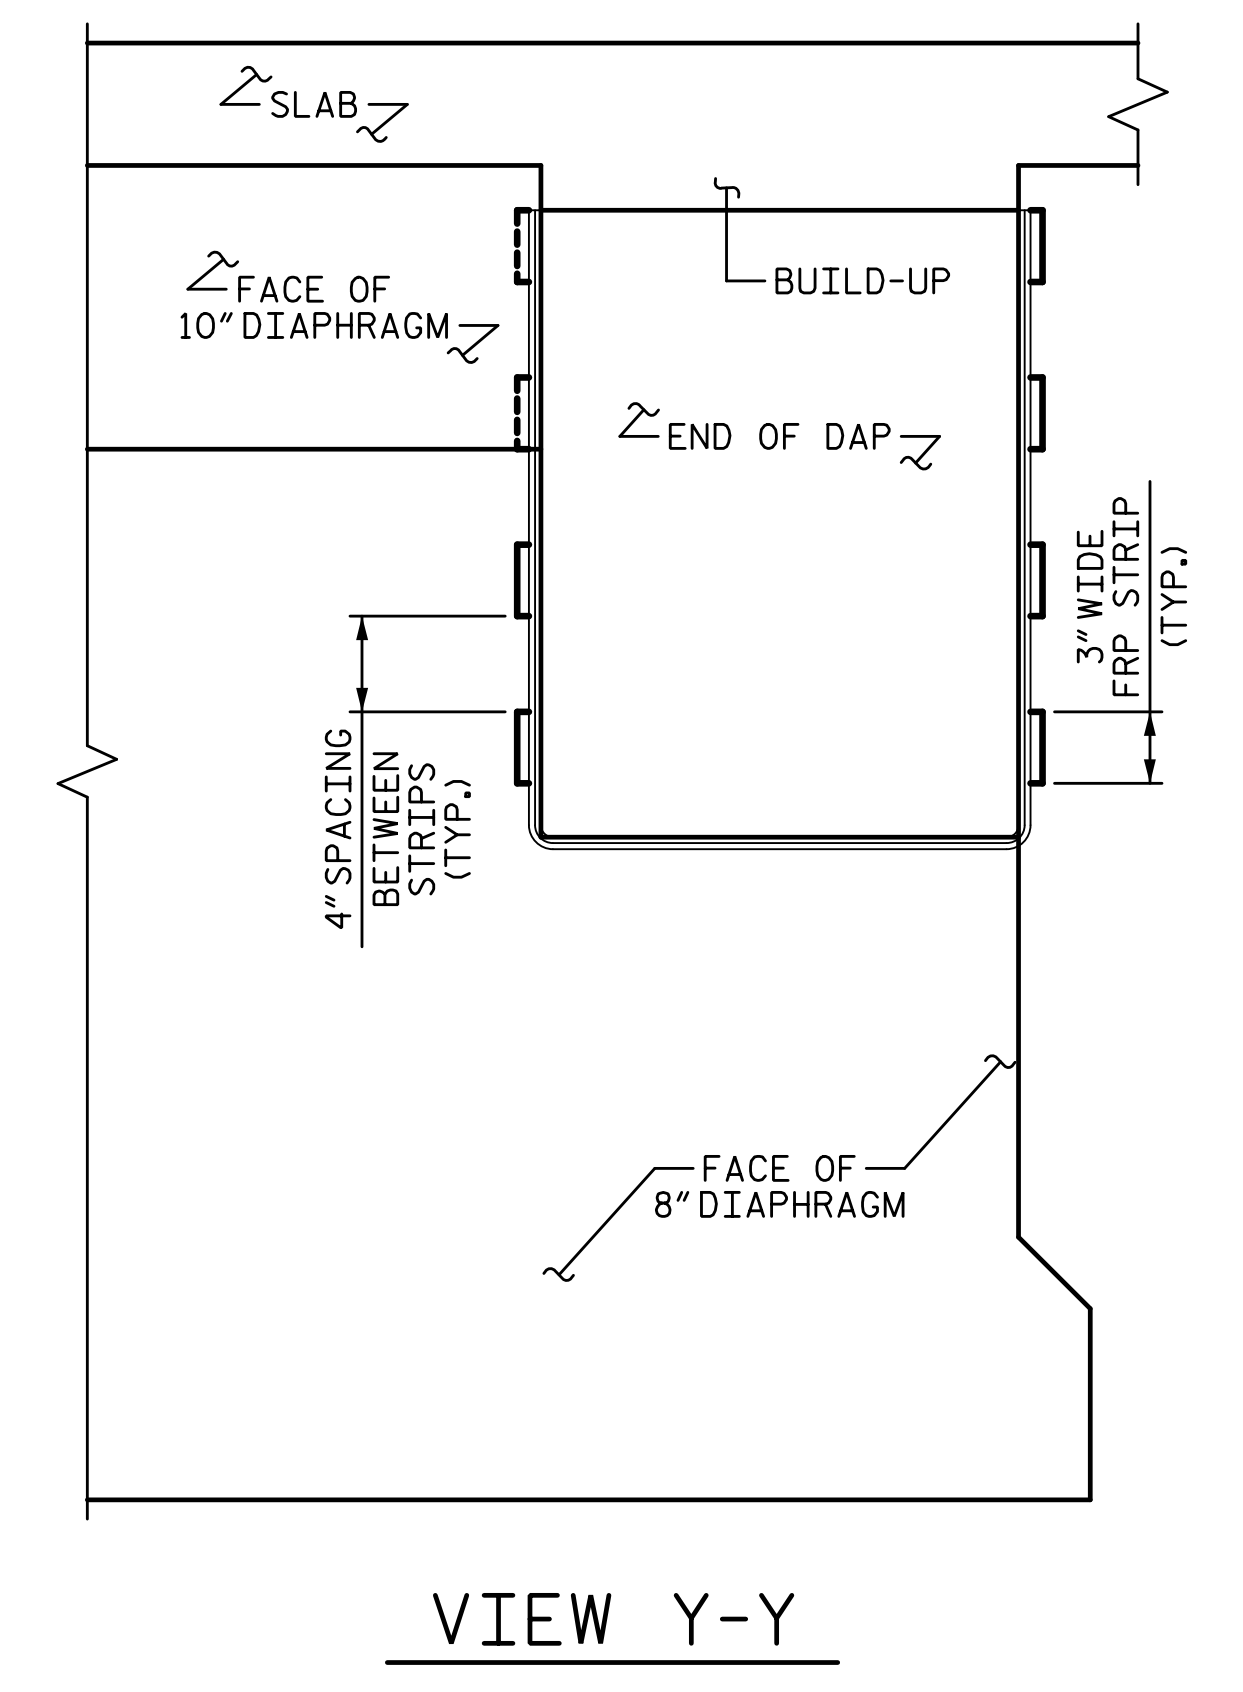 SLAB
BUILD-UP
FACE OF
10" DIAPHRAGM
END OF DAP
3" WIDE
FRP STRIP
(TYP.)
4" SPACING
BETWEEN
STRIPS
(TYP.)
FACE OF
8" DIAPHRAGM
VIEW Y-Y